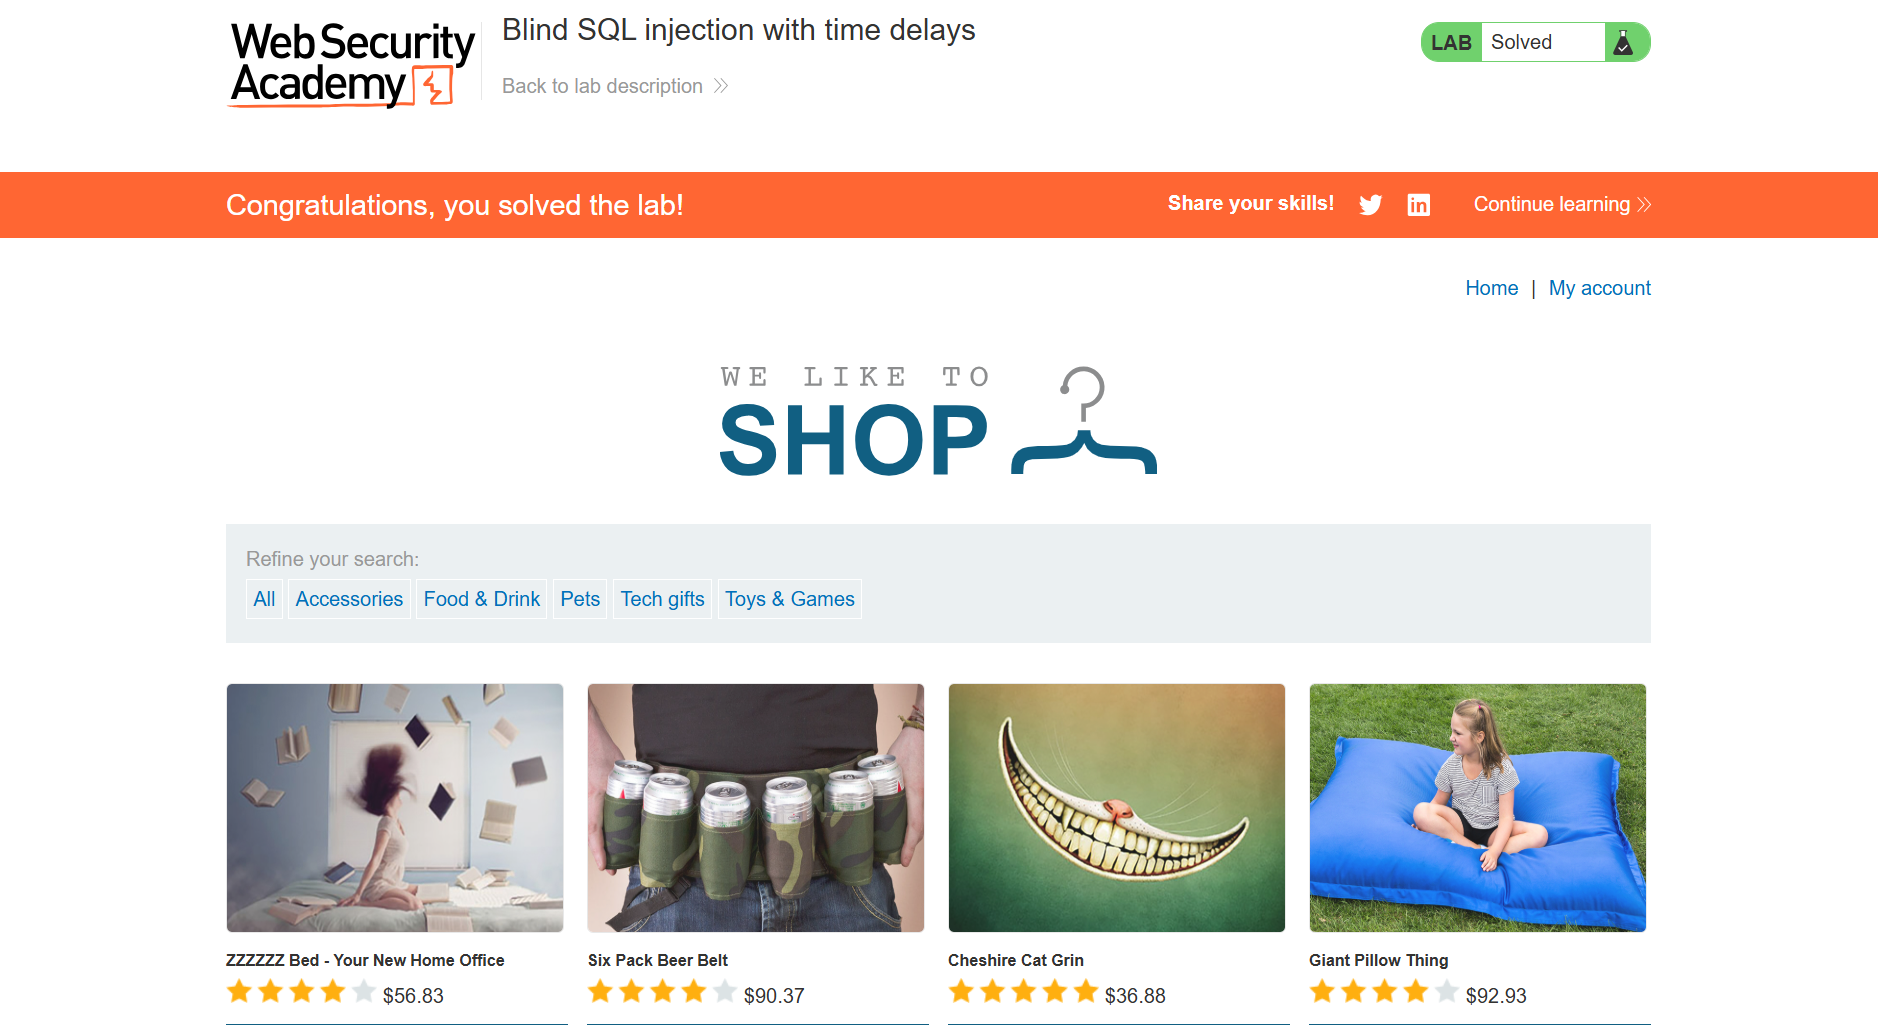 Web Security
Academy
Blind SQL injection with time delays
Back to lab description
LAB Solved
Congratulations, you solved the lab!
Share your skills!
in
Continue learning
Home | My account
WE LIKE TO
SHOP
Refine your search:
All Accessories Food & Drink Pets Tech gifts Toys & Games
ZZZZZZ Bed - Your New Home Office
$56.83
Six Pack Beer Belt
$90.37
Cheshire Cat Grin
$36.88
Giant Pillow Thing
$92.93